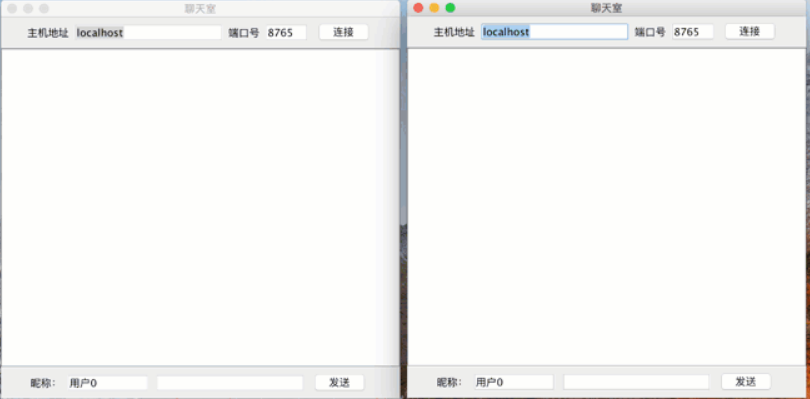 聊天室
主机地址 localhost 端口号 8765 连接
昵称： 用户0 发送
聊天室
主机地址 localhost 端口号 8765 连接
昵称： 用户0 发送